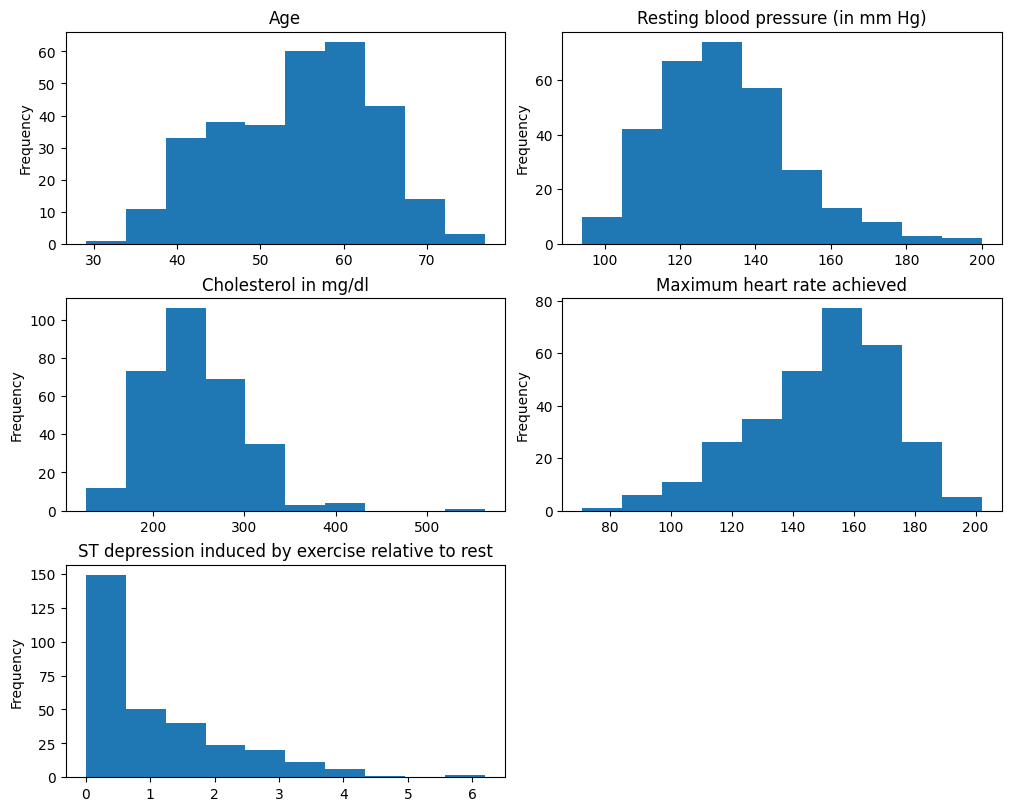 Age
Frequency
60
50
40
30
20
10
0
30 40 50 60 70
Resting blood pressure (in mm Hg)
Frequency
60
40
20
0
100 120 140 160 180 200
Cholesterol in mg/dl
Frequency
100
80
60
40
20
0
200 300 400 500
Maximum heart rate achieved
Frequency
80
60
40
20
0
80 100 120 140 160 180 200
ST depression induced by exercise relative to rest
Frequency
150
125
100
75
50
25
0
0 1 2 3 4 5 6